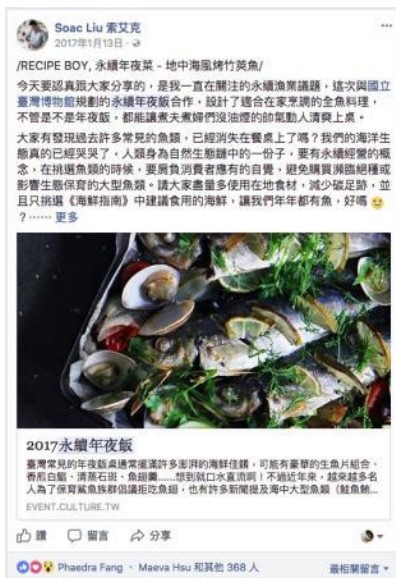 Soac Liu 索艾克
2017年1月13日 ·
/RECIPE BOY, 永續年夜菜 - 地中海風烤竹莢魚/
今天要認真跟大家分享的，是我一直在關注的永續漁業議題，這次與國立
臺灣博物館規劃的永續年夜飯合作，設計了適合在家烹調的全魚料理，
不管是不是年夜飯，都能讓煮夫煮婦們沒油煙的帥氣動人清爽上桌。
大家有發現過去許多常見的魚類，已經消失在餐桌上了嗎？我們的海洋生
態真的已經哭哭了，人類身為自然生態鏈中的一份子，要有永續經營的概
念，在挑選魚類的時候，要肩負消費者應有的自覺，避免購買瀕臨絕種或
影響生態保育的大型魚類。請大家盡量多使用在地食材，減少碳足跡，並
且只挑選《海鮮指南》中建議食用的海鮮，讓我們年年都有魚，好嗎 😉
？⋯⋯ 更多
2017永續年夜飯
臺灣常見的年夜飯桌通常擺滿許多澎湃的海鮮佳餚，可能有豪華的生魚片組合、
香煎白鯧、清蒸石斑、魚翅羹......想到就口水直流啊！不過近年來，越來越多名
人為了保育鯊魚族群倡議拒吃魚翅，也有許多新聞提及海中大型魚類（鮭魚鮪...
EVENT.CULTURE.TW
讚 留言 分享
Phaedra Fang、Maeva Hsu 和其他 368 人
最相關留言